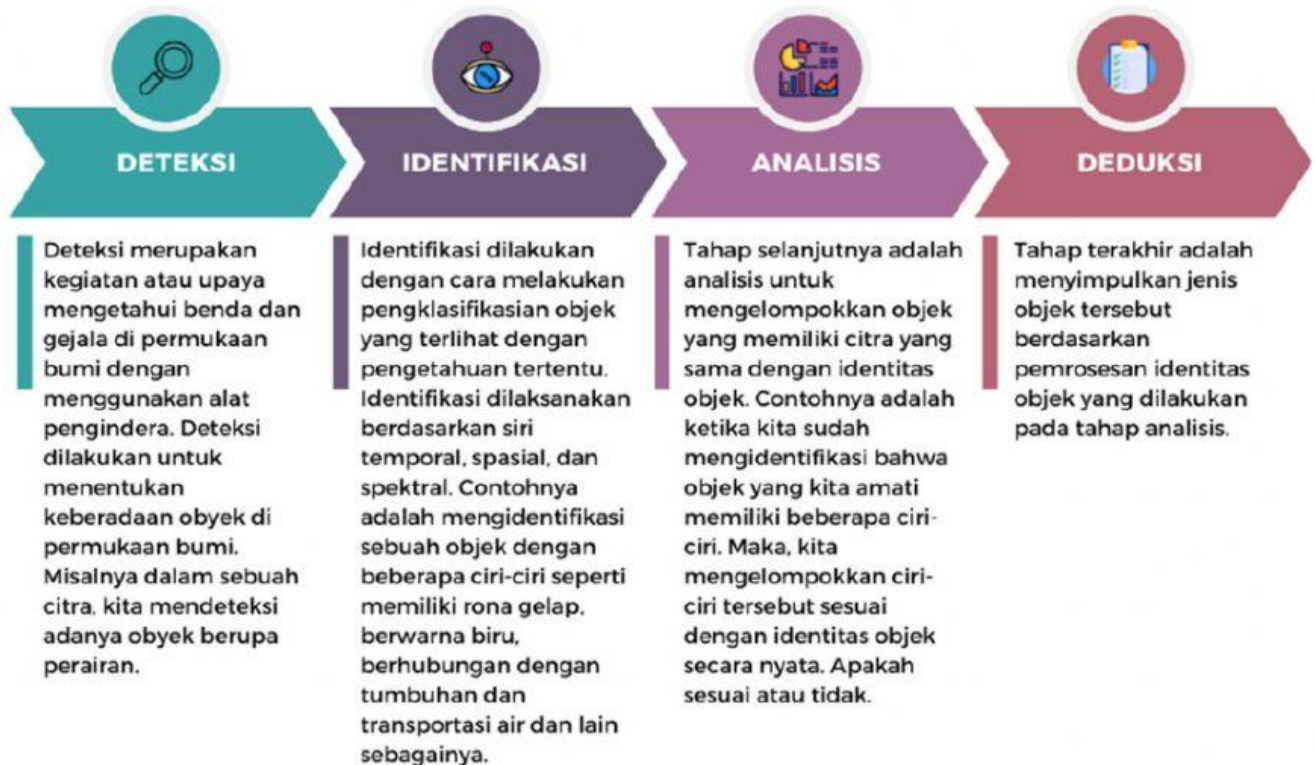 DETEKSI
Deteksi merupakan
kegiatan atau upaya
mengetahui benda dan
gejala di permukaan
bumi dengan
menggunakan alat
pengindera. Deteksi
dilakukan untuk
menentukan
keberadaan obyek di
permukaan bumi.
Misalnya dalam sebuah
citra, kita mendeteksi
adanya obyek berupa
perairan.
IDENTIFIKASI
Identifikasi dilakukan
dengan cara melakukan
pengklasifikasian objek
yang terlihat dengan
pengetahuan tertentu.
Identifikasi dilaksanakan
berdasarkan siri
temporal, spasial, dan
spektral. Contohnya
adalah mengidentifikasi
sebuah objek dengan
beberapa ciri-ciri seperti
memiliki rona gelap,
berwarna biru,
berhubungan dengan
tumbuhan dan
transportasi air dan lain
sebagainya.
ANALISIS
Tahap selanjutnya adalah
analisis untuk
mengelompokkan objek
yang memiliki citra yang
sama dengan identitas
objek. Contohnya adalah
ketika kita sudah
mengidentifikasi bahwa
objek yang kita amati
memiliki beberapa ciri-
ciri. Maka, kita
mengelompokkan ciri-
ciri tersebut sesuai
dengan identitas objek
secara nyata. Apakah
sesuai atau tidak.
DEDUKSI
Tahap terakhir adalah
menyimpulkan jenis
objek tersebut
berdasarkan
pemrosesan identitas
objek yang dilakukan
pada tahap analisis.